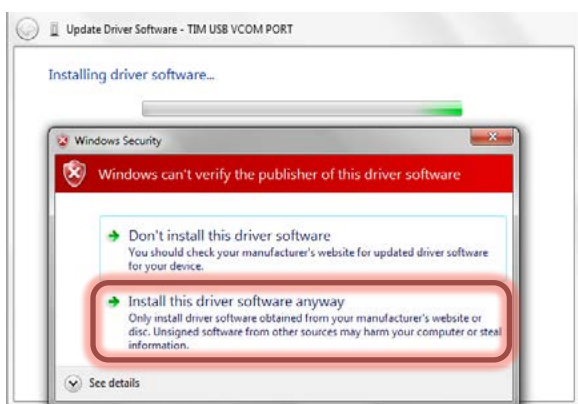 Update Driver Software - TIM USB VCOM PORT
Installing driver software...
Windows Security
Windows can't verify the publisher of this driver software
Don't install this driver software
You should check your manufacturer's website for updated driver software
for your device.
Install this driver software anyway
Only install driver software obtained from your manufacturer's website or
disc. Unsigned software from other sources may harm your computer or steal
information.
See details